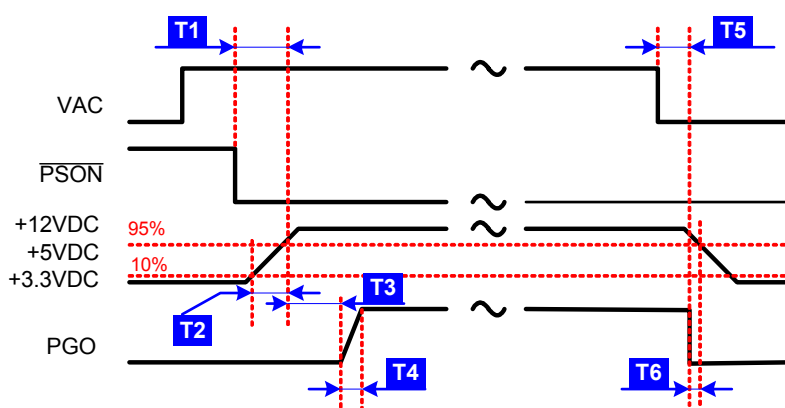 T1
T5
VAC
PSON
+12VDC
95%
+5VDC
10%
+3.3VDC
T3
T2
PGO
T4
T6